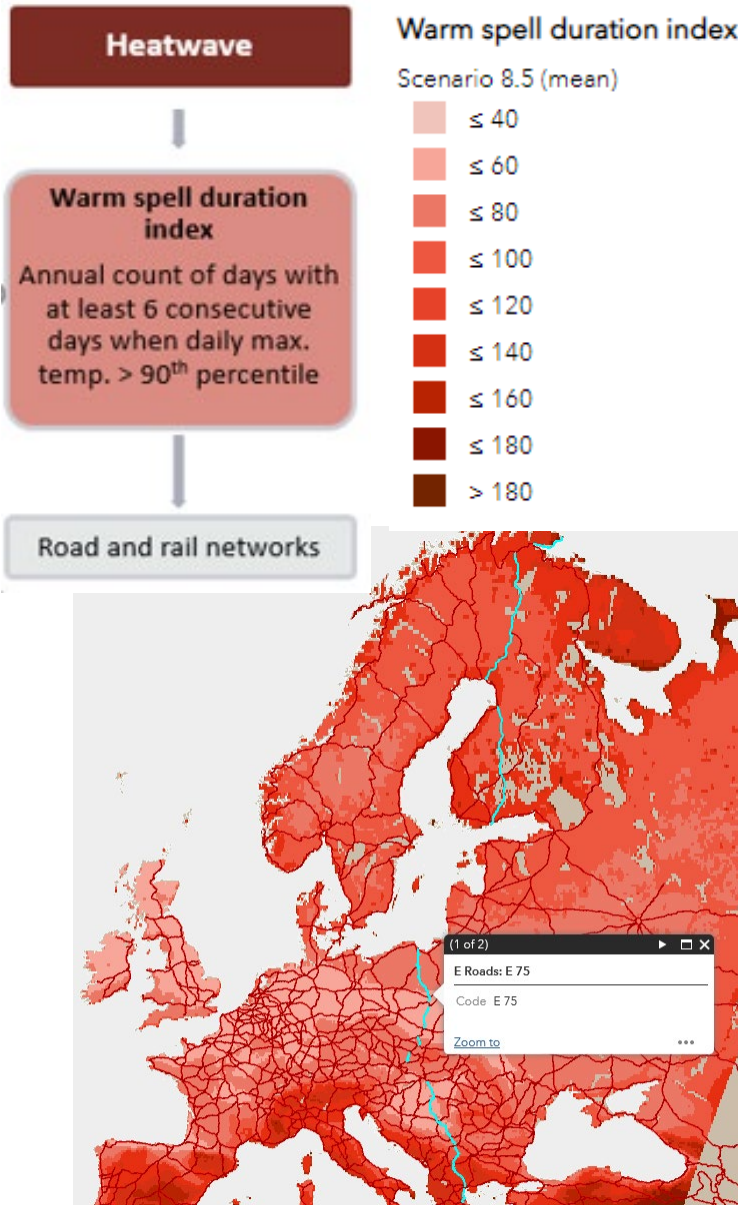 Heatwave
Warm spell duration
index
Annual count of days with
at least 6 consecutive
days when daily max.
temp. > 90th percentile
Road and rail networks
Warm spell duration index
Scenario 8.5 (mean)
≤ 40
≤ 60
≤ 80
≤ 100
≤ 120
≤ 140
≤ 160
≤ 180
> 180
(1 of 2)
E Roads: E 75
Code E 75
Zoom to